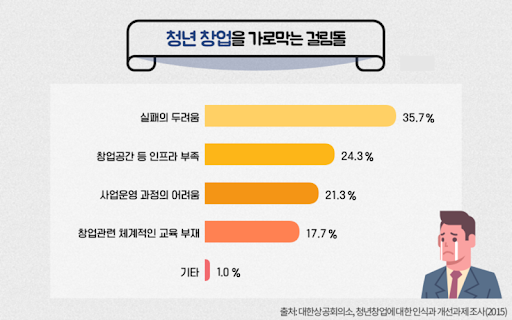 청년 창업을 가로막는 걸림돌
실패의 두려움 35.7%
창업공간 등 인프라 부족 24.3%
사업운영 과정의 어려움 21.3%
창업관련 체계적인 교육 부재 17.7%
기타 1.0%
출처: 대한상공회의소, 청년창업에 대한 인식과 개선과제 조사(2015)